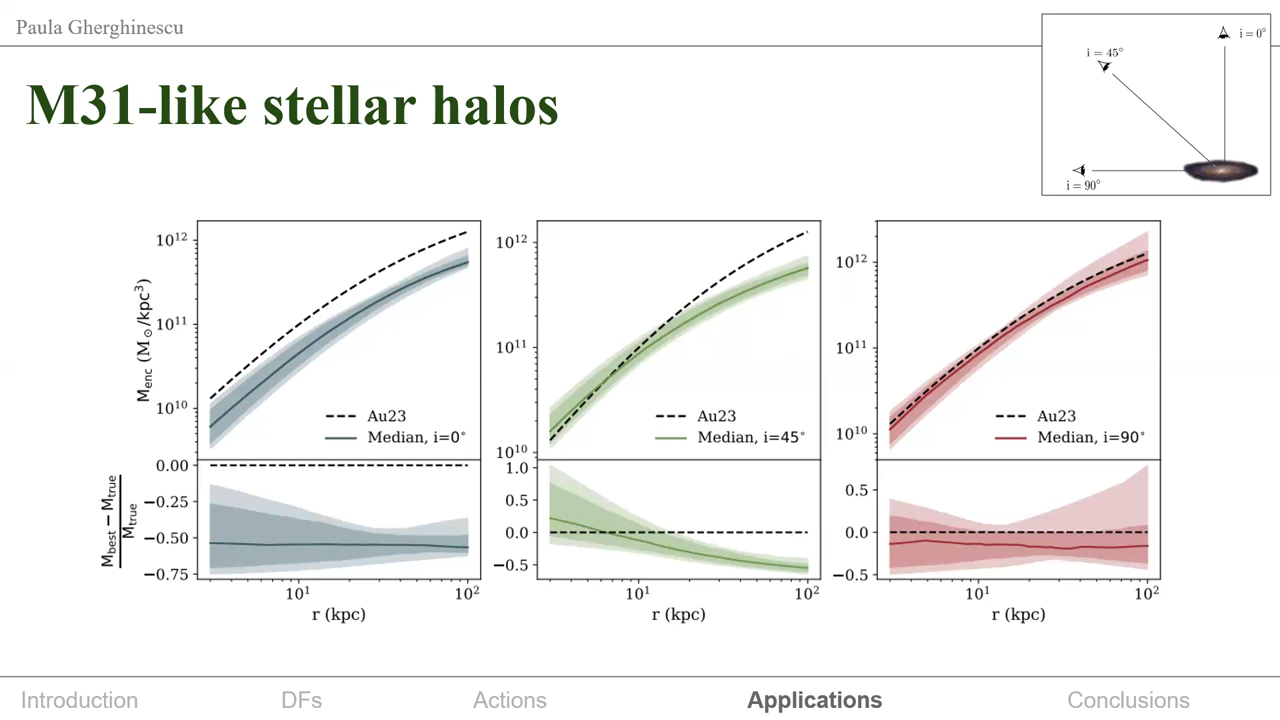 Paula Gherghinescu
i = 0°
i = 45°
i = 90°
M31-like stellar halos
M_enc (M_⊙/kpc³)
10¹²
10¹¹
10¹⁰
Au23
Median, i=0°
10¹²
10¹¹
10¹⁰
Au23
Median, i=45°
10¹²
10¹¹
10¹⁰
Au23
Median, i=90°
M_best − M_true
M_true
0.00
−0.25
−0.50
−0.75
10¹
10²
r (kpc)
1.0
0.5
0.0
−0.5
10¹
10²
r (kpc)
0.5
0.0
−0.5
10¹
10²
r (kpc)
Introduction DFs Actions Applications Conclusions